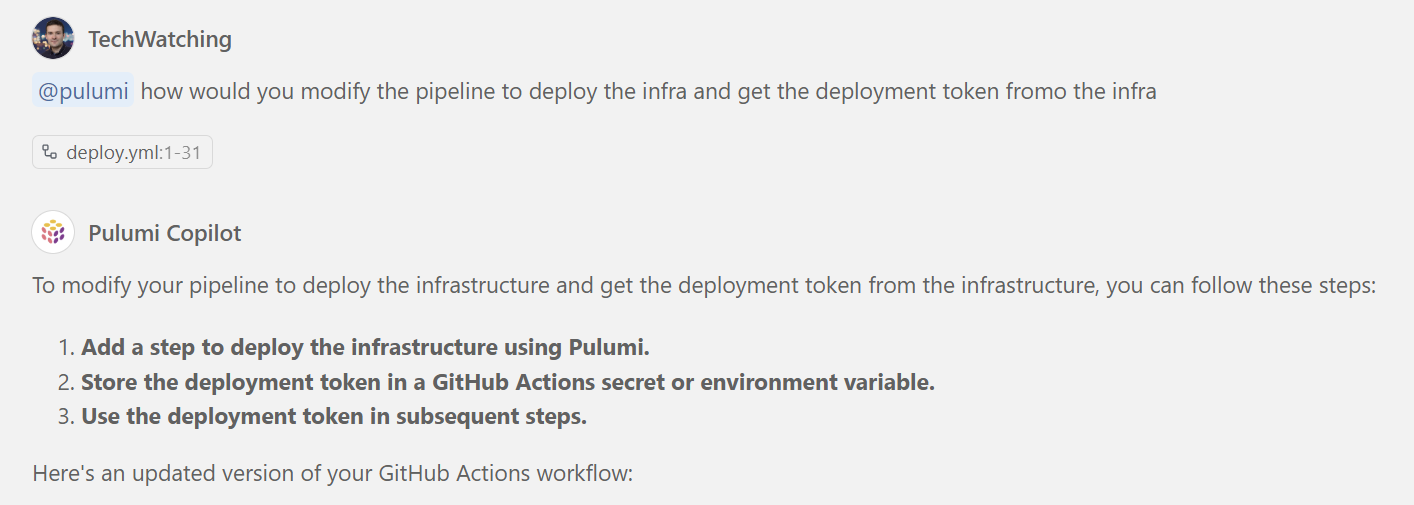 TechWatching
@pulumi how would you modify the pipeline to deploy the infra and get the deployment token fromo the infra
deploy.yml:1-31
Pulumi Copilot
To modify your pipeline to deploy the infrastructure and get the deployment token from the infrastructure, you can follow these steps:
1. Add a step to deploy the infrastructure using Pulumi.
2. Store the deployment token in a GitHub Actions secret or environment variable.
3. Use the deployment token in subsequent steps.
Here's an updated version of your GitHub Actions workflow: